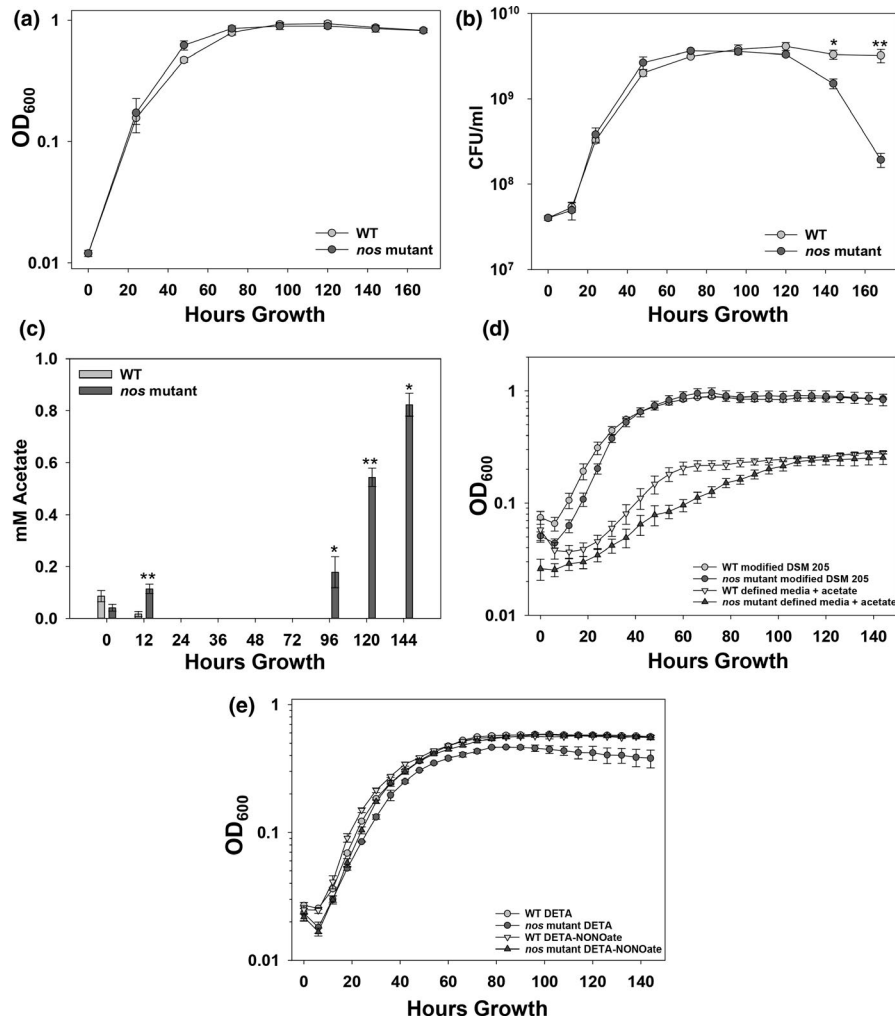 (a)
1
0.1
0.01
OD600
0 20 40 60 80 100 120 140 160
Hours Growth
WT
nos mutant
(b)
10^10
10^9
10^8
10^7
CFU/ml
* **
0 20 40 60 80 100 120 140 160
Hours Growth
WT
nos mutant
(c)
1.0
0.8
0.6
0.4
0.2
0.0
mM Acetate
WT
nos mutant
** * ** *
0 12 24 36 48 72 96 120 144
Hours Growth
(d)
1
0.1
0.01
OD600
WT modified DSM 205
nos mutant modified DSM 205
WT defined media + acetate
nos mutant defined media + acetate
0 20 40 60 80 100 120 140
Hours Growth
(e)
1
0.1
0.01
OD600
WT DETA
nos mutant DETA
WT DETA-NONOate
nos mutant DETA-NONOate
0 20 40 60 80 100 120 140
Hours Growth